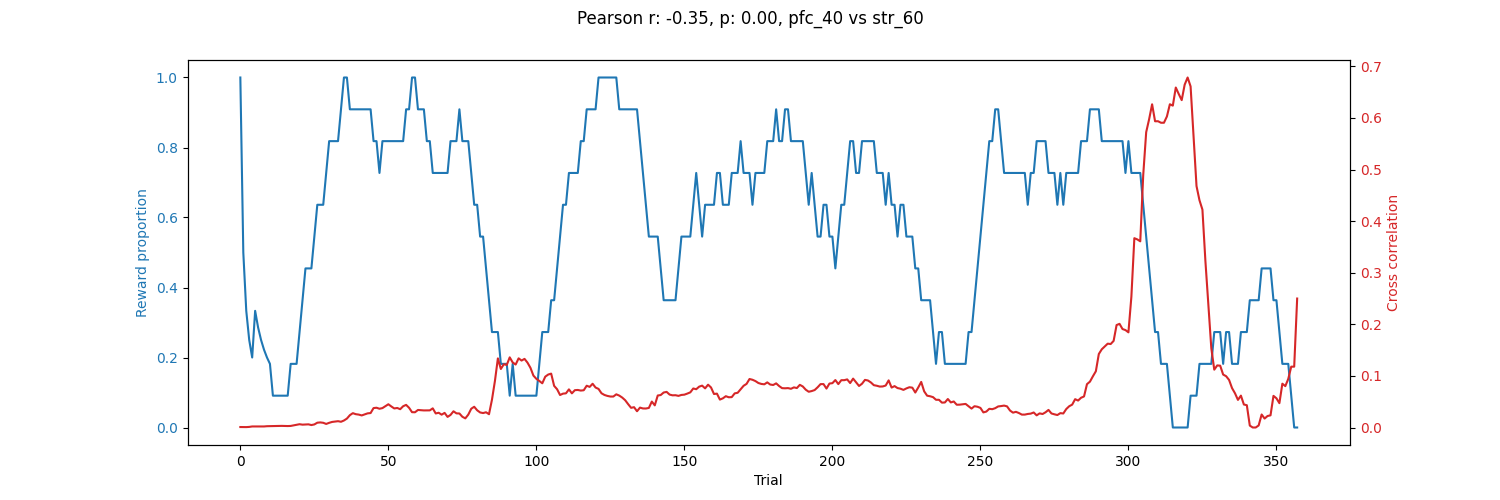 Pearson r: -0.35, p: 0.00, pfc_40 vs str_60
1.0
0.8
0.6
0.4
0.2
0.0
Reward proportion
0.7
0.6
0.5
0.4
0.3
0.2
0.1
0.0
Cross correlation
0 50 100 150 200 250 300 350
Trial